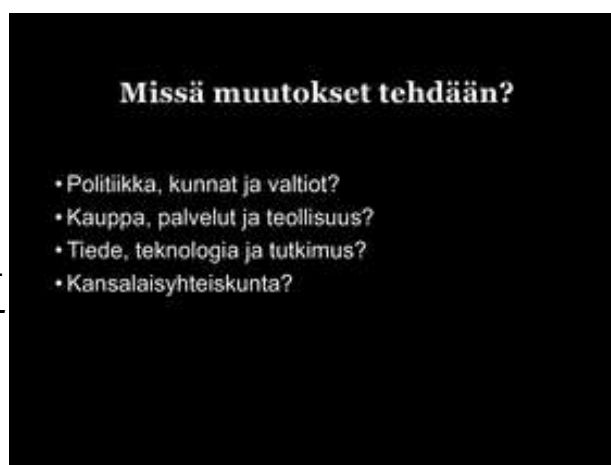 Missä muutokset tehdään?
• Politiikka, kunnat ja valtiot?
• Kauppa, palvelut ja teollisuus?
• Tiede, teknologia ja tutkimus?
• Kansalaisyhteiskunta?